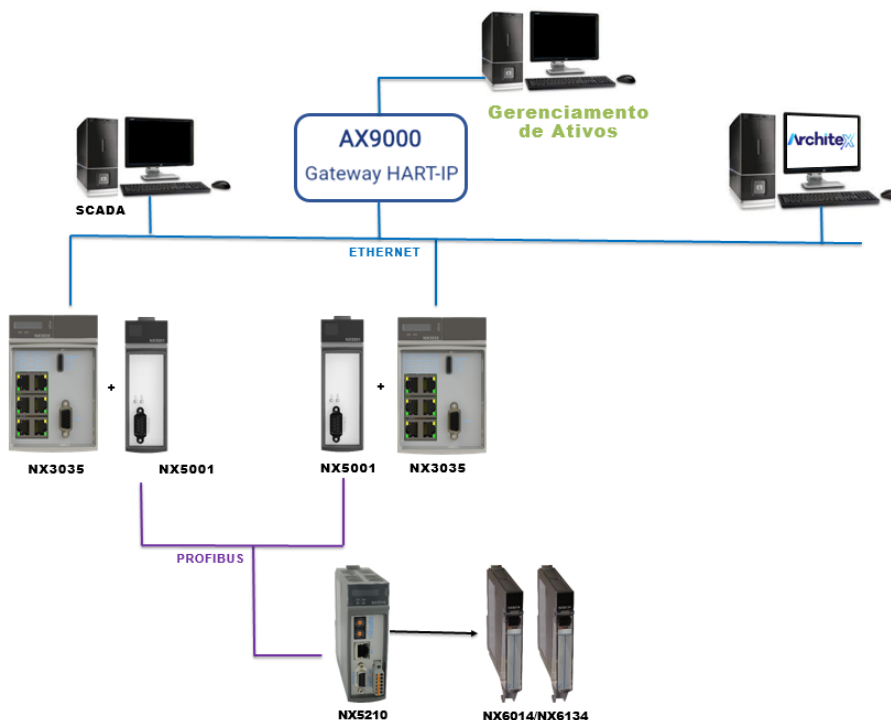 AX9000
Gateway HART-IP
Gerenciamento
de Ativos
ArchiteX
SCADA
ETHERNET
+
+
NX3035
NX5001
NX5001
NX3035
PROFIBUS
NX5210
NX6014/NX6134